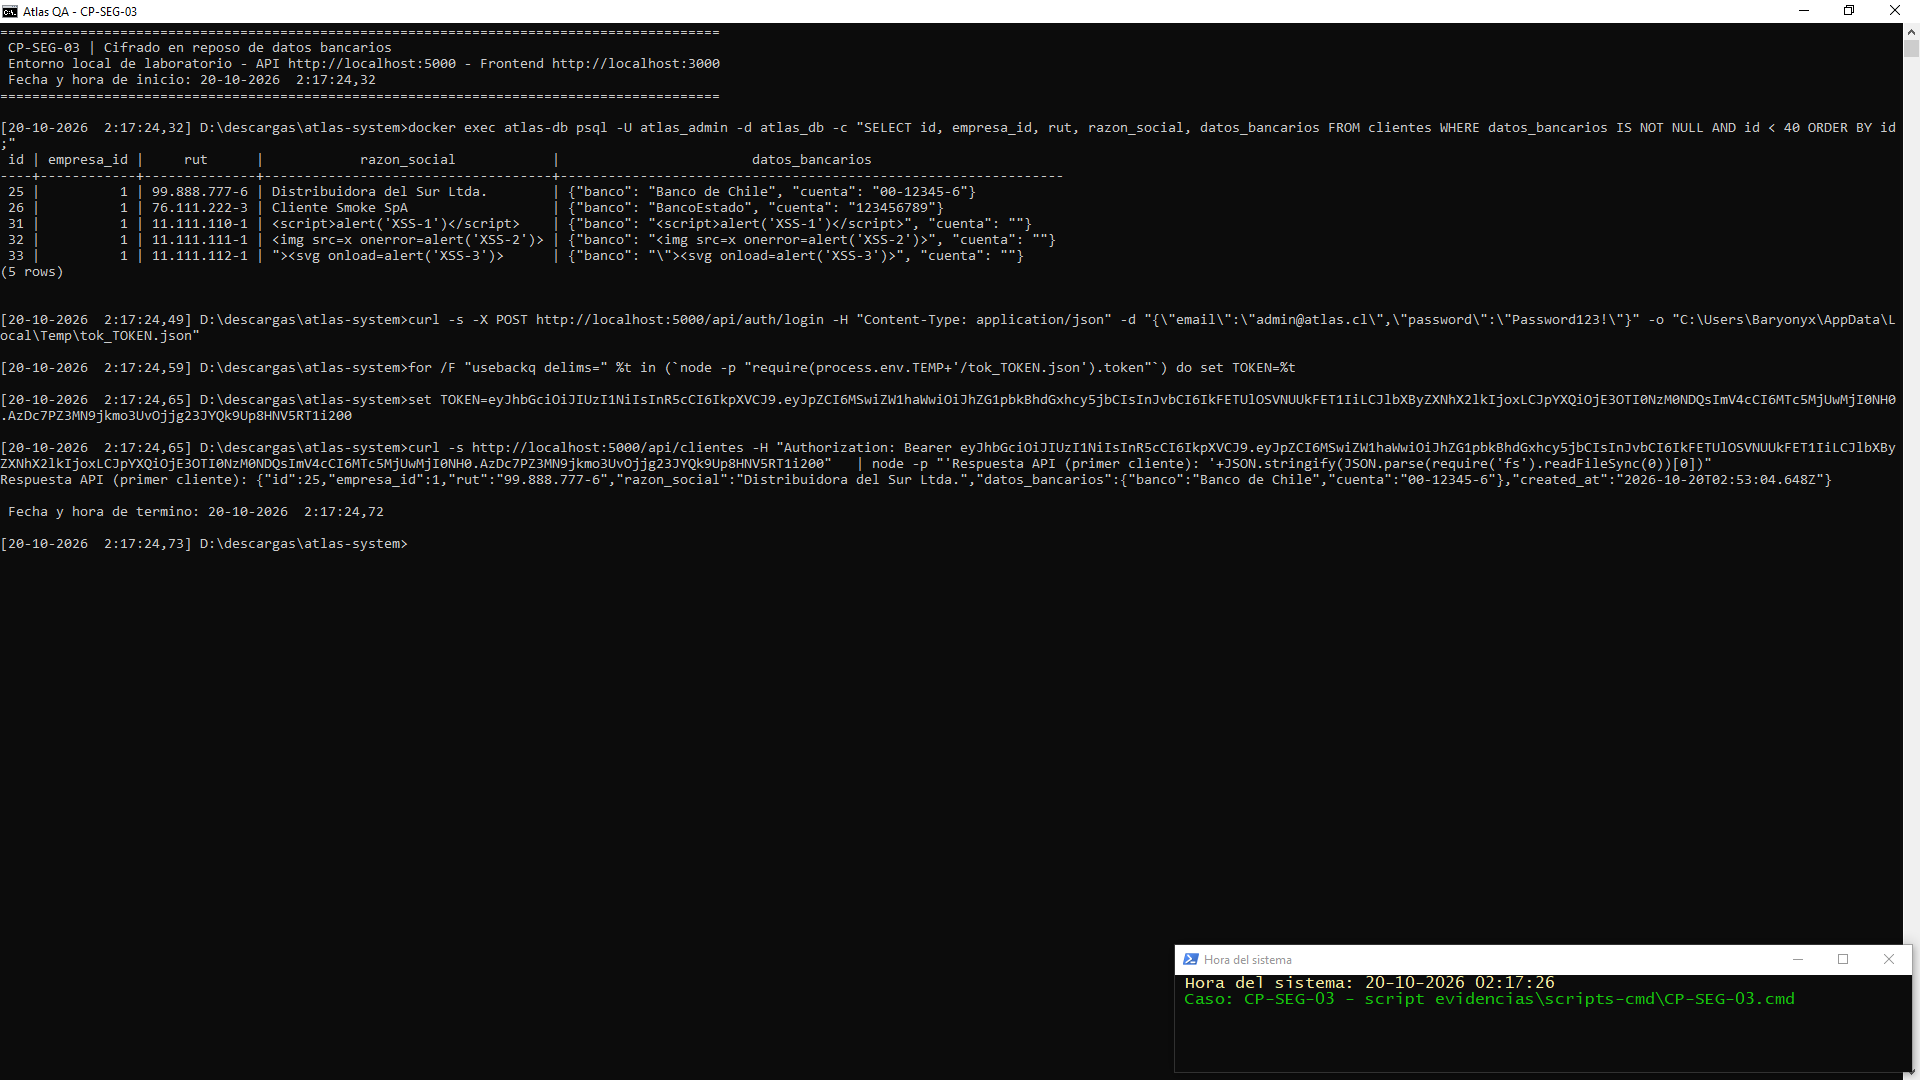 Atlas QA - CP-SEG-03
==========================================================================================
CP-SEG-03 | Cifrado en reposo de datos bancarios
Entorno local de laboratorio - API http://localhost:5000 - Frontend http://localhost:3000
Fecha y hora de inicio: 20-10-2026  2:17:24,32
==========================================================================================
[20-10-2026  2:17:24,32] D:\descargas\atlas-system>docker exec atlas-db psql -U atlas_admin -d atlas_db -c "SELECT id, empresa_id, rut, razon_social, datos_bancarios FROM clientes WHERE datos_bancarios IS NOT NULL AND id < 40 ORDER BY id
;"
 id | empresa_id |     rut      |            razon_social            |                        datos_bancarios
----+------------+--------------+------------------------------------+---------------------------------------------------------------
 25 |          1 | 99.888.777-6 | Distribuidora del Sur Ltda.        | {"banco": "Banco de Chile", "cuenta": "00-12345-6"}
 26 |          1 | 76.111.222-3 | Cliente Smoke SpA                  | {"banco": "BancoEstado", "cuenta": "123456789"}
 31 |          1 | 11.111.110-1 | <script>alert('XSS-1')</script>    | {"banco": "<script>alert('XSS-1')</script>", "cuenta": ""}
 32 |          1 | 11.111.111-1 | <img src=x onerror=alert('XSS-2')> | {"banco": "<img src=x onerror=alert('XSS-2')>", "cuenta": ""}
 33 |          1 | 11.111.112-1 | "><svg onload=alert('XSS-3')>      | {"banco": "\"><svg onload=alert('XSS-3')>", "cuenta": ""}
(5 rows)
[20-10-2026  2:17:24,49] D:\descargas\atlas-system>curl -s -X POST http://localhost:5000/api/auth/login -H "Content-Type: application/json" -d "{\"email\":\"admin@atlas.cl\",\"password\":\"Password123!\"}" -o "C:\Users\Baryonyx\AppData\L
ocal\Temp\tok_TOKEN.json"
[20-10-2026  2:17:24,59] D:\descargas\atlas-system>for /F "usebackq delims=" %t in (`node -p "require(process.env.TEMP+'/tok_TOKEN.json').token"`) do set TOKEN=%t
[20-10-2026  2:17:24,65] D:\descargas\atlas-system>set TOKEN=eyJhbGciOiJIUzI1NiIsInR5cCI6IkpXVCJ9.eyJpZCI6MSwiZW1haWwiOiJhZG1pbkBhdGxhcy5jbCIsInJvbCI6IkFETUlOSVNUUkFET1IiLCJlbXByZXNhX2lkIjoxLCJpYXQiOjE3OTI0NzM0NDQsImV4cCI6MTc5MjUwMjI0NH0
.AzDc7PZ3MN9jkmo3UvOjjg23JYQk9Up8HNV5RT1i200
[20-10-2026  2:17:24,65] D:\descargas\atlas-system>curl -s http://localhost:5000/api/clientes -H "Authorization: Bearer eyJhbGciOiJIUzI1NiIsInR5cCI6IkpXVCJ9.eyJpZCI6MSwiZW1haWwiOiJhZG1pbkBhdGxhcy5jbCIsInJvbCI6IkFETUlOSVNUUkFET1IiLCJlbXBy
ZXNhX2lkIjoxLCJpYXQiOjE3OTI0NzM0NDQsImV4cCI6MTc5MjUwMjI0NH0.AzDc7PZ3MN9jkmo3UvOjjg23JYQk9Up8HNV5RT1i200"   | node -p "'Respuesta API (primer cliente): '+JSON.stringify(JSON.parse(require('fs').readFileSync(0))[0])"
Respuesta API (primer cliente): {"id":25,"empresa_id":1,"rut":"99.888.777-6","razon_social":"Distribuidora del Sur Ltda.","datos_bancarios":{"banco":"Banco de Chile","cuenta":"00-12345-6"},"created_at":"2026-10-20T02:53:04.648Z"}
Fecha y hora de termino: 20-10-2026  2:17:24,72
[20-10-2026  2:17:24,73] D:\descargas\atlas-system>
Hora del sistema
Hora del sistema: 20-10-2026 02:17:26
Caso: CP-SEG-03 - script evidencias\scripts-cmd\CP-SEG-03.cmd